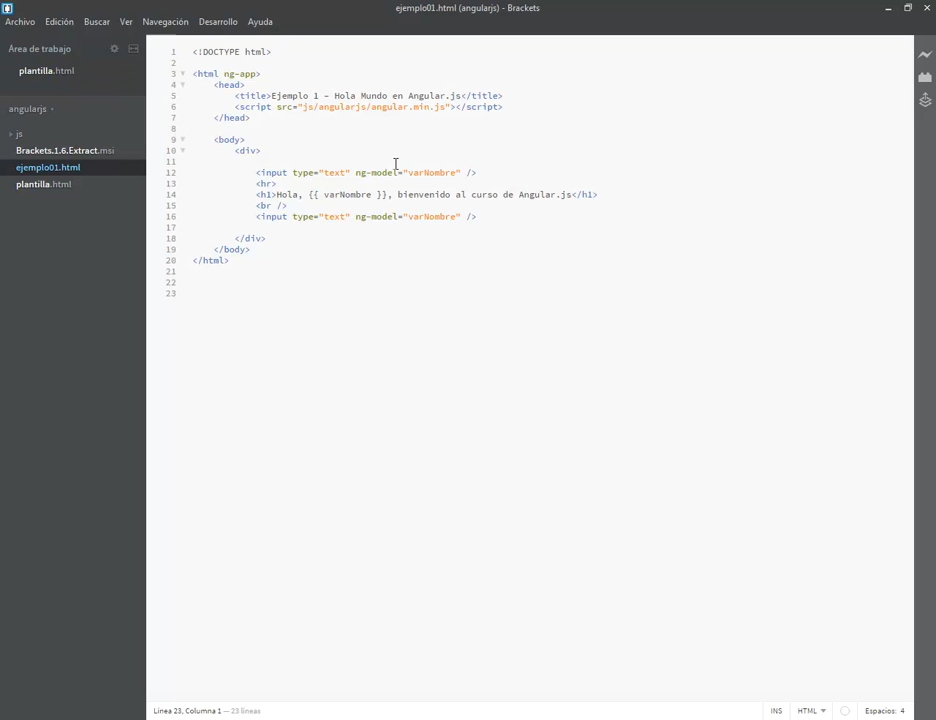 ejemplo01.html (angularjs) - Brackets
Archivo Edición Buscar Ver Navegación Desarrollo Ayuda
Área de trabajo
plantilla.html
angularjs
js
Brackets.1.6.Extract.msi
ejemplo01.html
plantilla.html
1 <!DOCTYPE html>
2
3 <html ng-app>
4 <head>
5 <title>Ejemplo 1 - Hola Mundo en Angular.js</title>
6 <script src="js/angularjs/angular.min.js"></script>
7 </head>
8
9 <body>
10 <div>
11
12 <input type="text" ng-model="varNombre" />
13 <hr>
14 <h1>Hola, {{ varNombre }}, bienvenido al curso de Angular.js</h1>
15 <br />
16 <input type="text" ng-model="varNombre" />
17
18 </div>
19 </body>
20 </html>
21
22
23
Línea 23, Columna 1 — 23 líneas INS HTML Espacios: 4